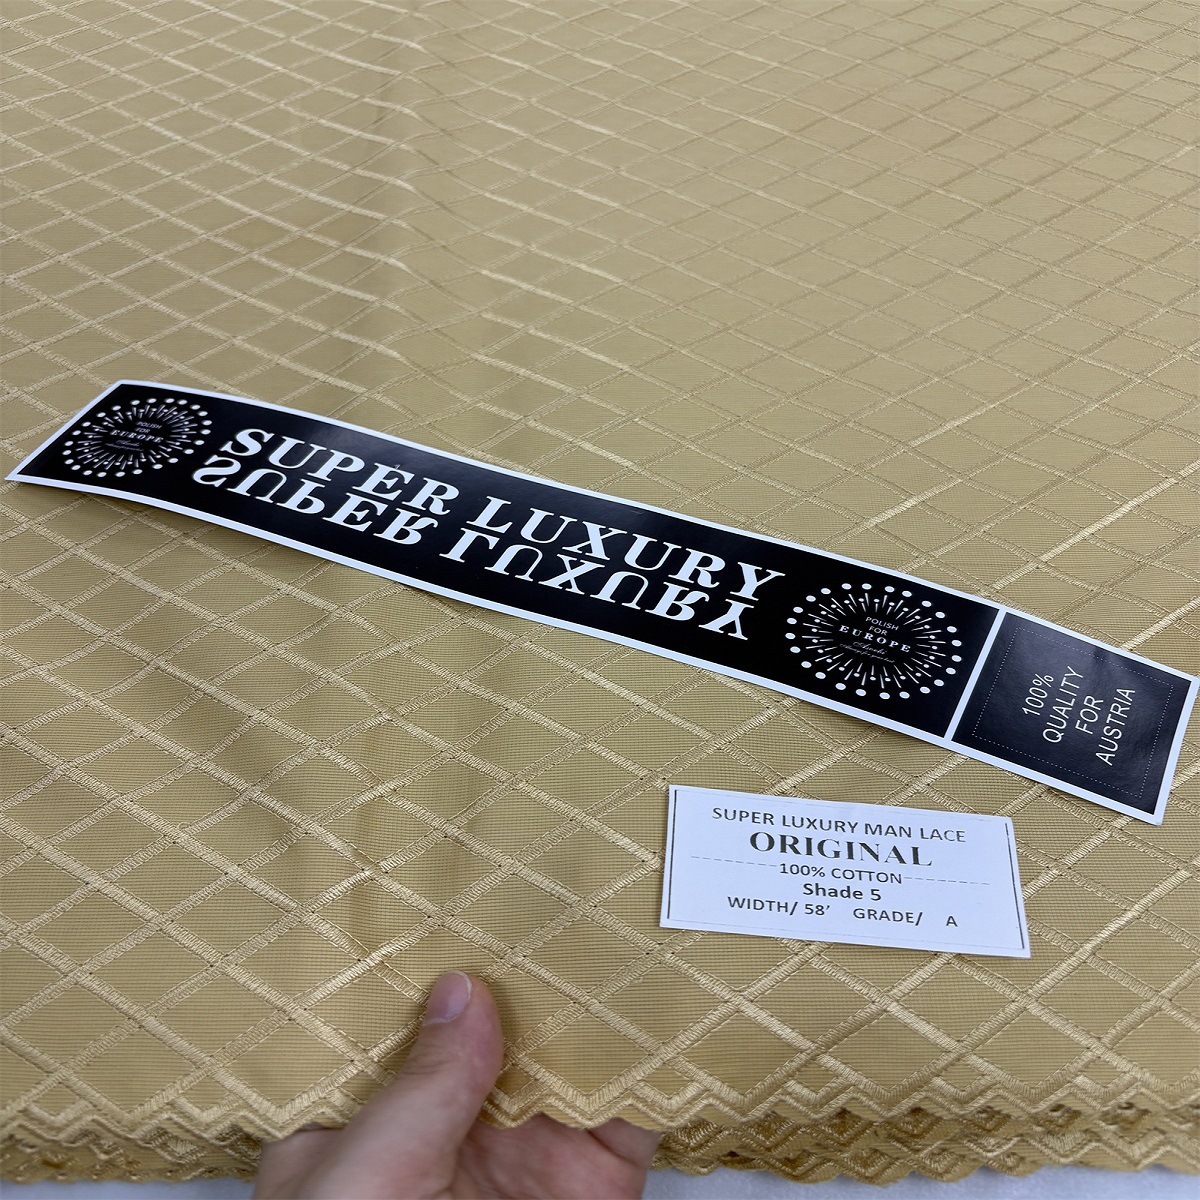 POLISH
FOR
EUROPE
SUPER LUXURY
SUPER LUXURY
POLISH
FOR
EUROPE
100%
QUALITY
FOR
AUSTRIA
SUPER LUXURY MAN LACE
ORIGINAL
----------100% COTTON----------
Shade 5
WIDTH/ 58' GRADE/ A